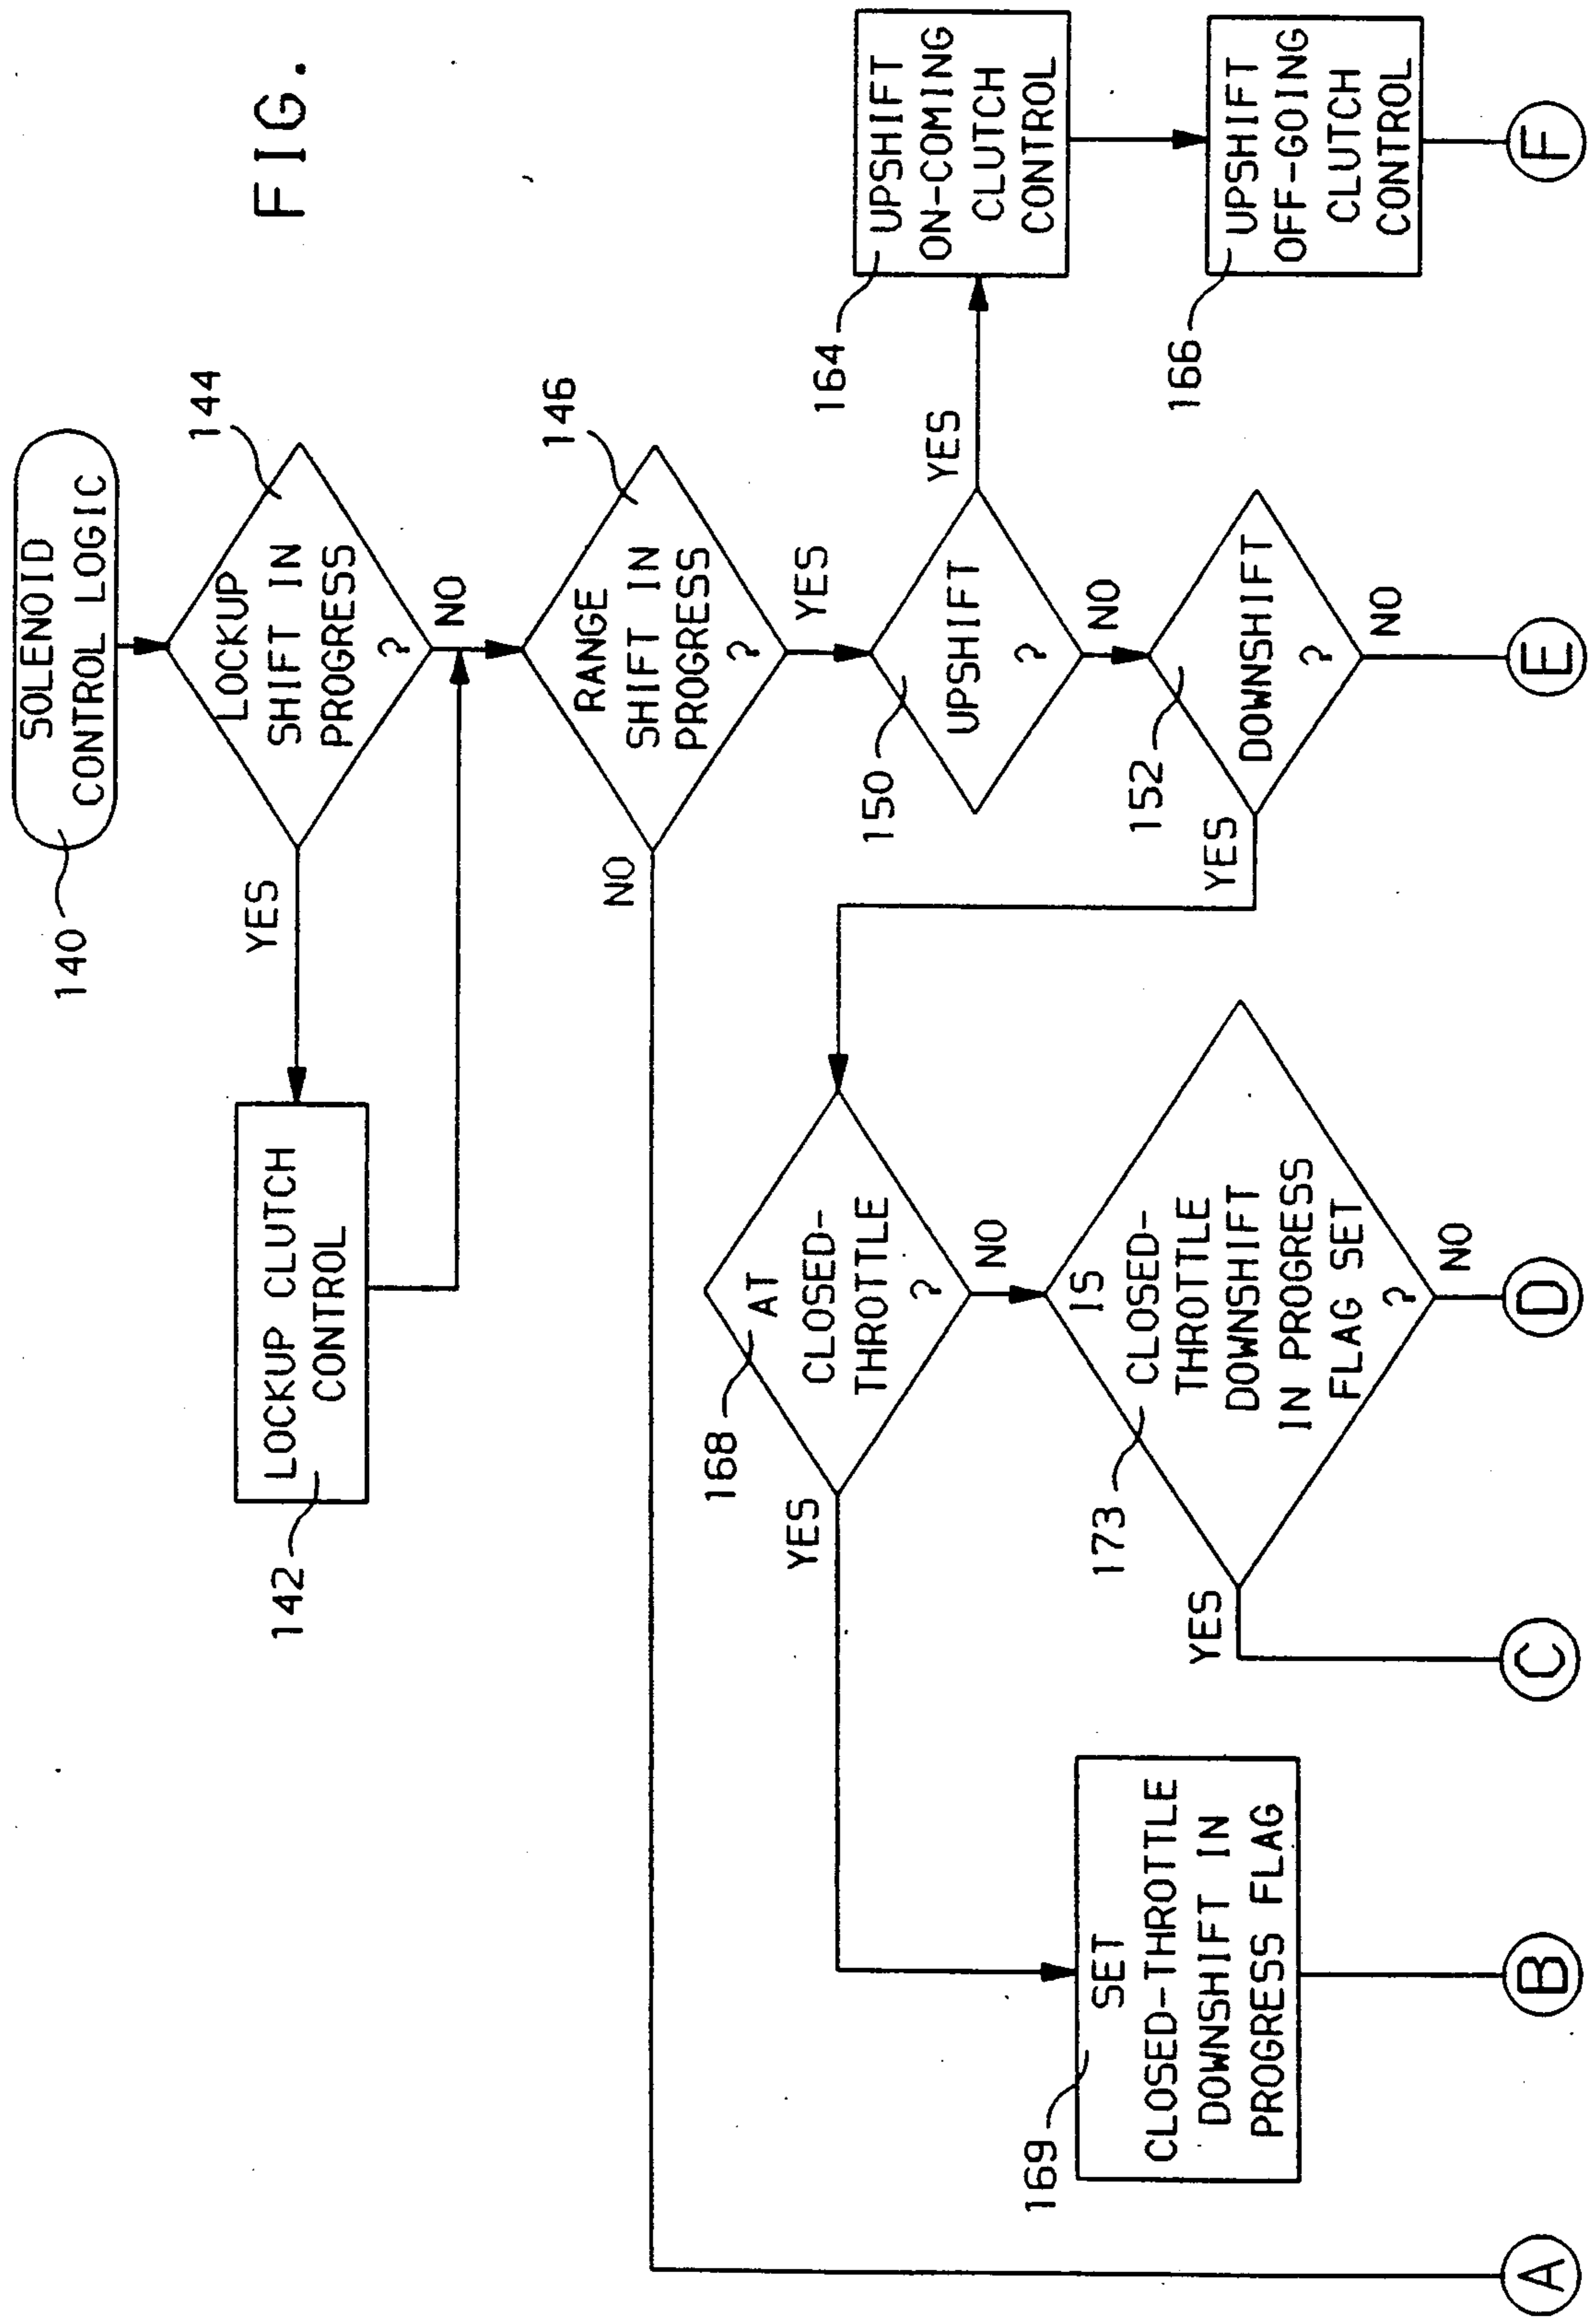 FIG.
SOLENOID
CONTROL LOGIC
140
LOCKUP
SHIFT IN
PROGRESS
?
144
YES
NO
LOCKUP CLUTCH
CONTROL
142
RANGE
SHIFT IN
PROGRESS
?
146
NO
YES
UPSHIFT
?
150
YES
NO
UPSHIFT
ON-COMING
CLUTCH
CONTROL
164
UPSHIFT
OFF-GOING
CLUTCH
CONTROL
166
DOWNSHIFT
?
152
YES
NO
AT
CLOSED-
THROTTLE
?
168
YES
NO
IS
CLOSED-
THROTTLE
DOWNSHIFT
IN PROGRESS
FLAG SET
?
173
YES
NO
SET
CLOSED-THROTTLE
DOWNSHIFT IN
PROGRESS FLAG
169
A
B
C
D
E
F